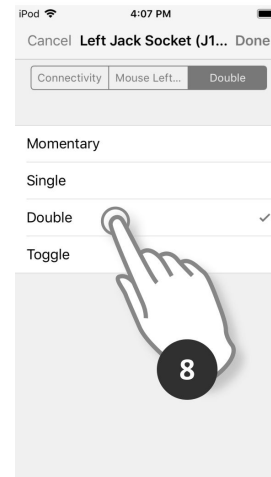 iPod 4:07 PM
Cancel Left Jack Socket (J1... Done
Connectivity Mouse Left... Double
Momentary
Single
Double
Toggle
8